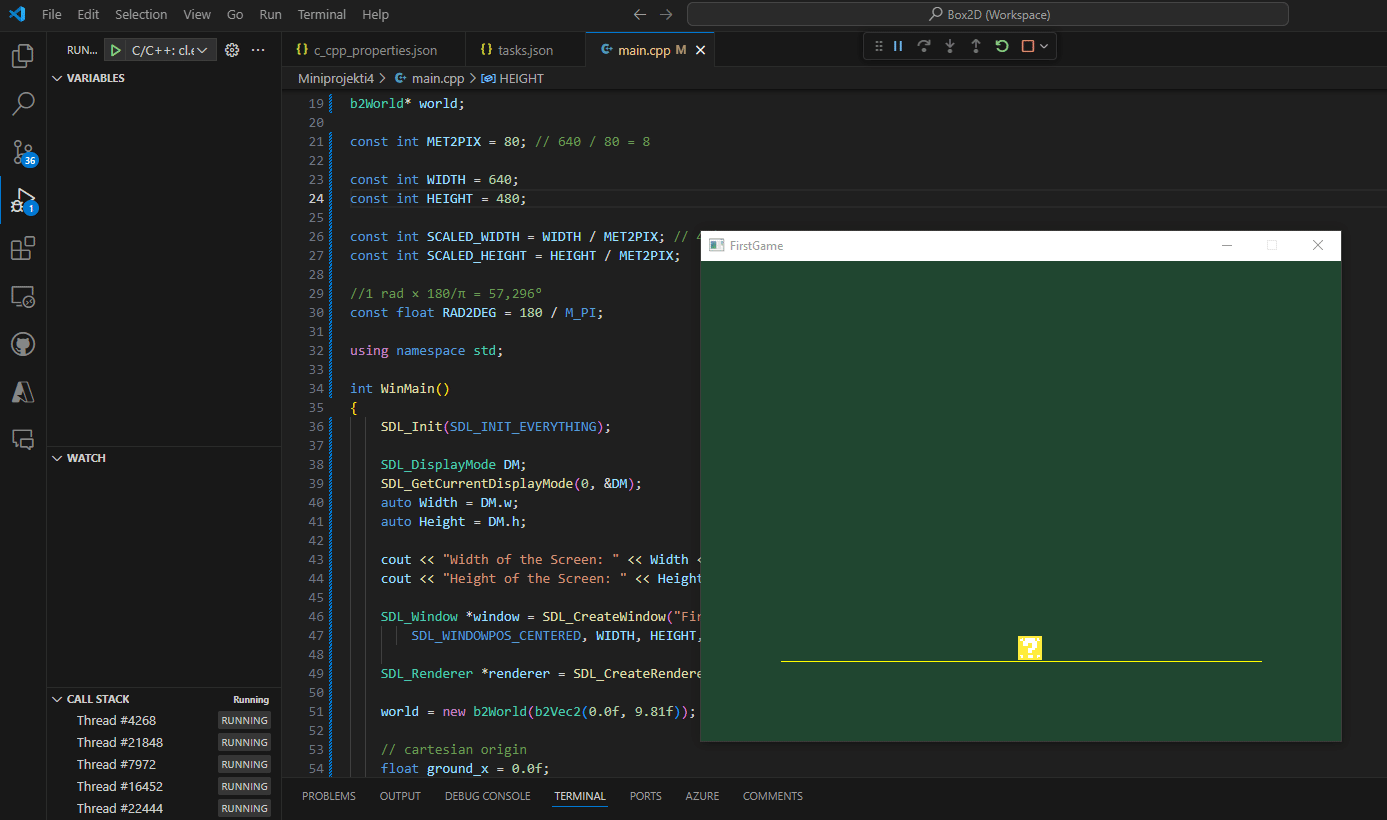 File Edit Selection View Go Run Terminal Help
Box2D (Workspace)
RUN... C/C++: cl.e
c_cpp_properties.json tasks.json main.cpp M
VARIABLES
Miniprojekti4 > main.cpp > HEIGHT
19 b2World* world;
20
21 const int MET2PIX = 80; // 640 / 80 = 8
22
23 const int WIDTH = 640;
24 const int HEIGHT = 480;
25
26 const int SCALED_WIDTH = WIDTH / MET2PIX; //
27 const int SCALED_HEIGHT = HEIGHT / MET2PIX;
28
29 //1 rad × 180/π = 57,296°
30 const float RAD2DEG = 180 / M_PI;
31
32 using namespace std;
33
34 int WinMain()
35 {
36 SDL_Init(SDL_INIT_EVERYTHING);
37
38 SDL_DisplayMode DM;
39 SDL_GetCurrentDisplayMode(0, &DM);
40 auto Width = DM.w;
41 auto Height = DM.h;
42
43 cout << "Width of the Screen: " << Width <
44 cout << "Height of the Screen: " << Height
45
46 SDL_Window *window = SDL_CreateWindow("Fir
47 SDL_WINDOWPOS_CENTERED, WIDTH, HEIGHT,
48
49 SDL_Renderer *renderer = SDL_CreateRendere
50
51 world = new b2World(b2Vec2(0.0f, 9.81f));
52
53 // cartesian origin
54 float ground_x = 0.0f;
FirstGame
?
36
1
WATCH
CALL STACK Running
Thread #4268 RUNNING
Thread #21848 RUNNING
Thread #7972 RUNNING
Thread #16452 RUNNING
Thread #22444 RUNNING
PROBLEMS OUTPUT DEBUG CONSOLE TERMINAL PORTS AZURE COMMENTS